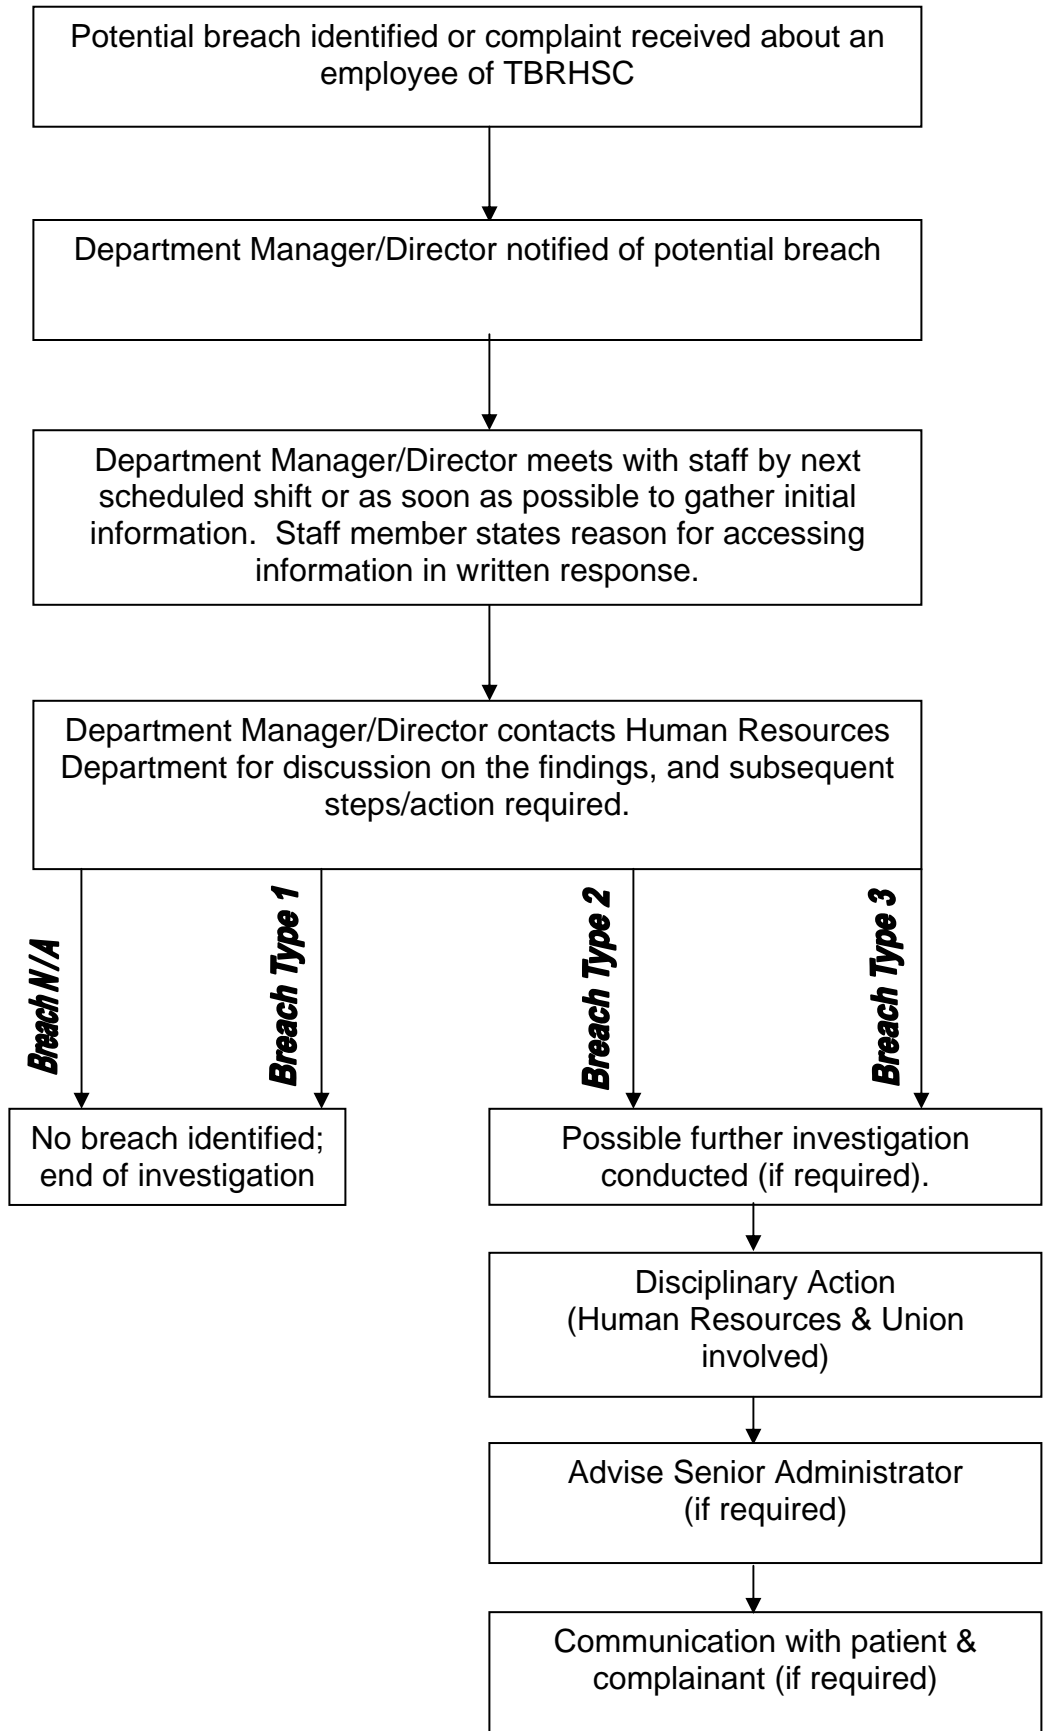 Potential breach identified or complaint received about an
employee of TBRHSC
Department Manager/Director notified of potential breach
Department Manager/Director meets with staff by next
scheduled shift or as soon as possible to gather initial
information.  Staff member states reason for accessing
information in written response.
Department Manager/Director contacts Human Resources
Department for discussion on the findings, and subsequent
steps/action required.
Breach N/A
Breach Type 1
Breach Type 2
Breach Type 3
No breach identified;
end of investigation
Possible further investigation
conducted (if required).
Disciplinary Action
(Human Resources & Union
involved)
Advise Senior Administrator
(if required)
Communication with patient &
complainant (if required)